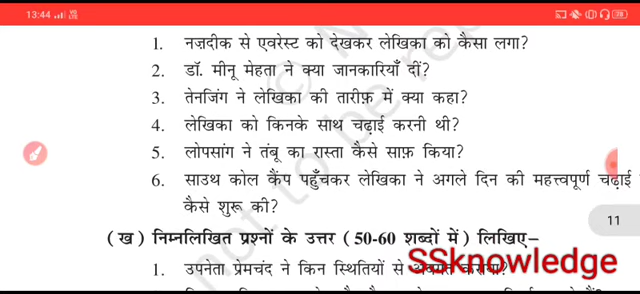 13:44
1. नज़दीक से एवरेस्ट को देखकर लेखिका को कैसा लगा?
2. डॉ. मीनू मेहता ने क्या जानकारियाँ दीं?
3. तेनजिंग ने लेखिका की तारीफ़ में क्या कहा?
4. लेखिका को किनके साथ चढ़ाई करनी थी?
5. लोपसांग ने तंबू का रास्ता कैसे साफ़ किया?
6. साउथ कोल कैंप पहुँचकर लेखिका ने अगले दिन की महत्त्वपूर्ण चढ़ाई
कैसे शुरू की?
11
(ख) निम्नलिखित प्रश्नों के उत्तर (50-60 शब्दों में) लिखिए–
1. उपनेता प्रेमचंद ने किन स्थितियों से अवगत कराया?
SSknowledge